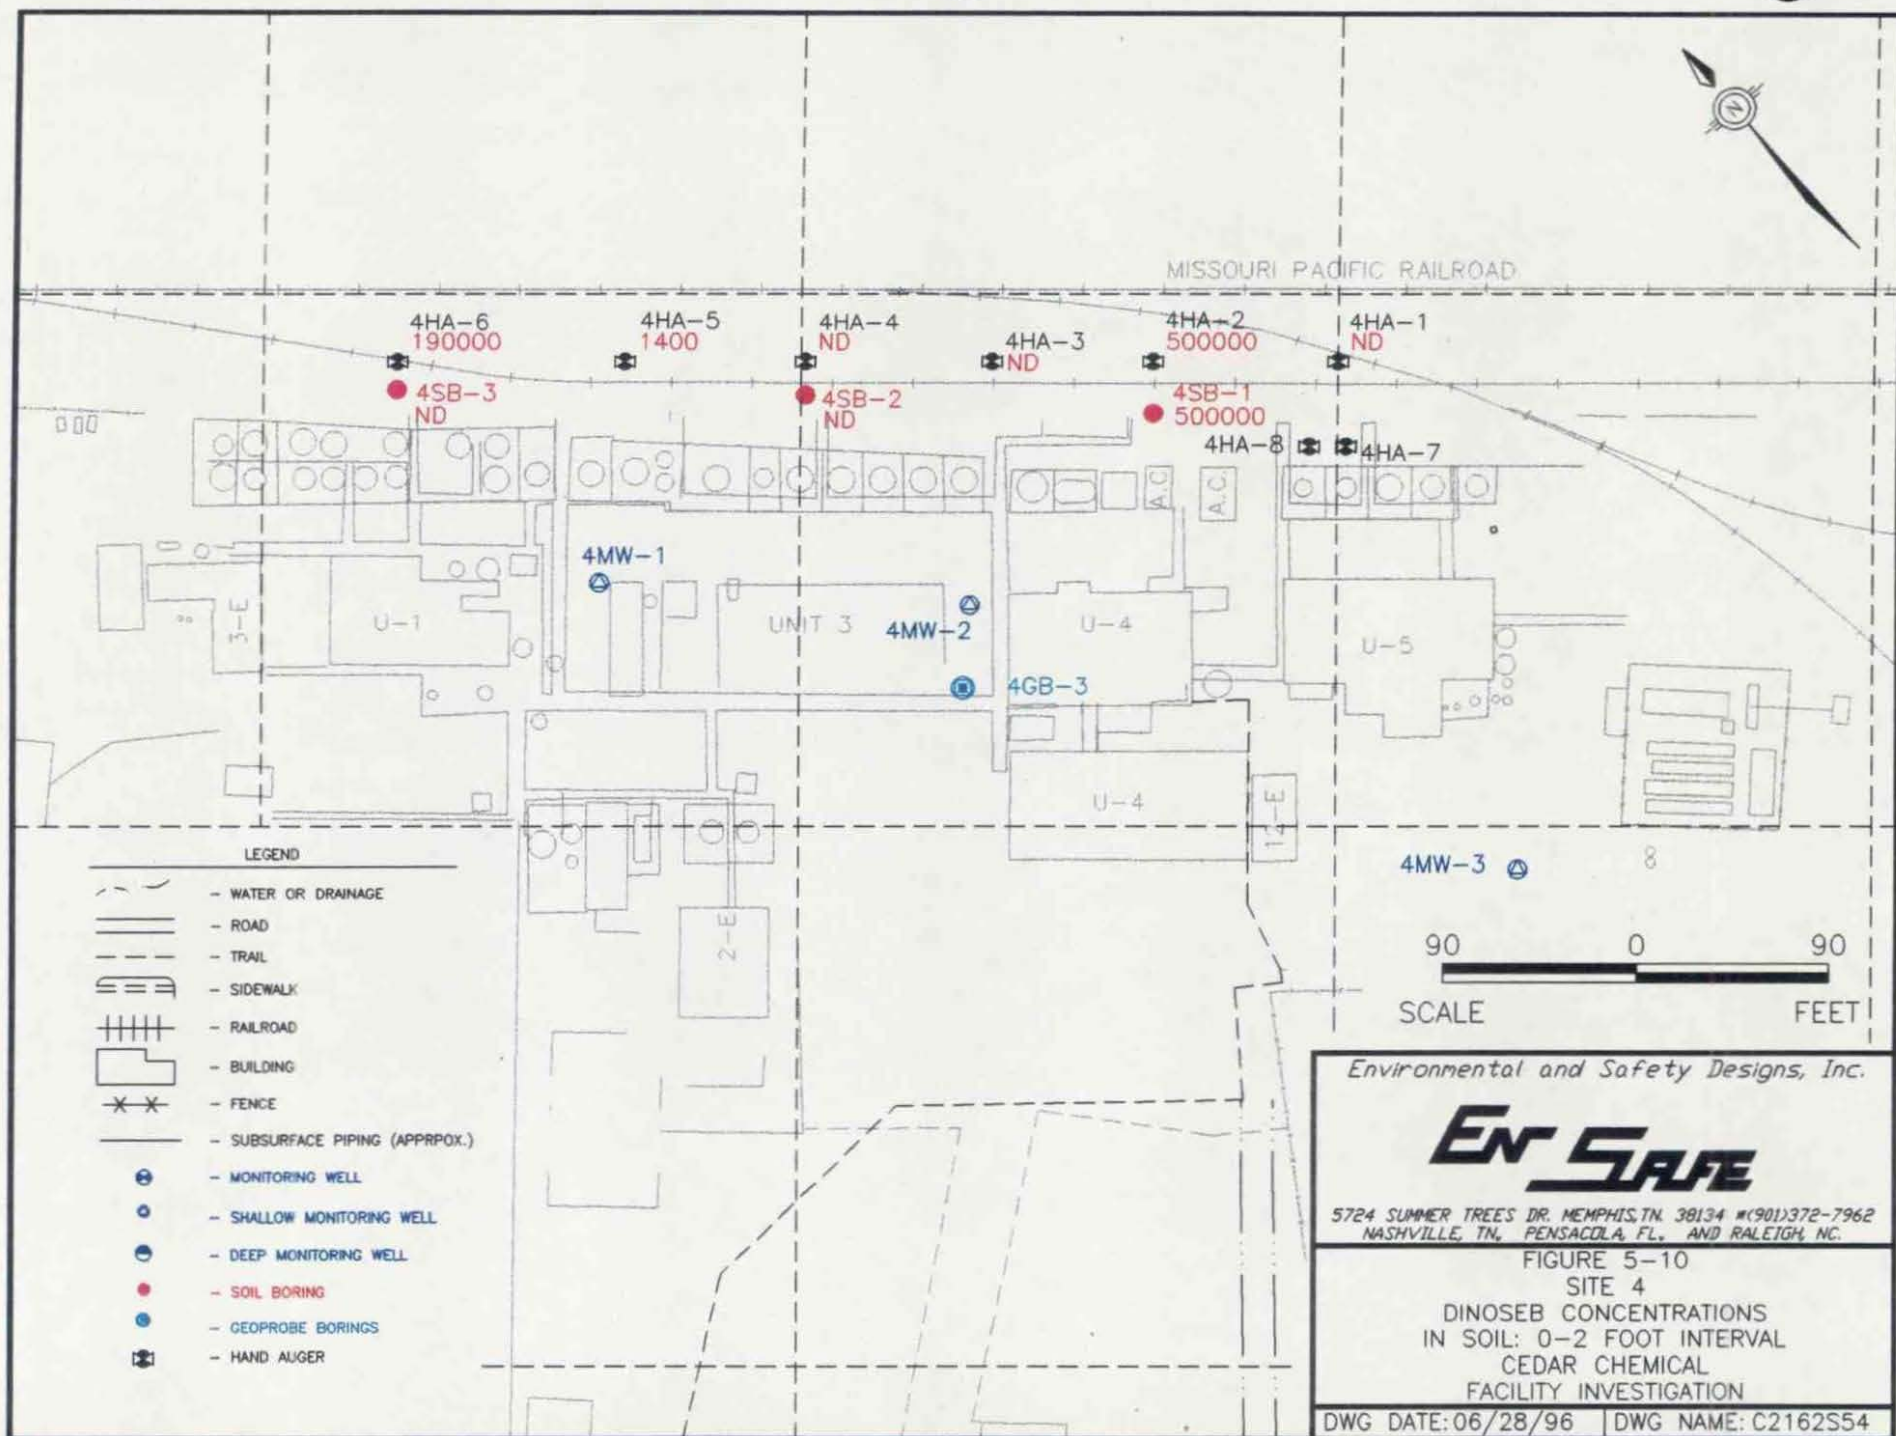 MISSOURI PACIFIC RAILROAD
4HA-6
190000
4HA-5
1400
4HA-4
ND
4HA-3
ND
4HA-2
500000
4HA-1
ND
4SB-3
ND
4SB-2
ND
4SB-1
500000
4HA-8
4HA-7
A.C.
A.C.
4MW-1
3-E
U-1
UNIT 3
4MW-2
U-4
U-5
4GB-3
U-4
12-E
2-E
4MW-3
8
LEGEND
- WATER OR DRAINAGE
- ROAD
- TRAIL
- SIDEWALK
- RAILROAD
- BUILDING
- FENCE
- SUBSURFACE PIPING (APPRPOX.)
- MONITORING WELL
- SHALLOW MONITORING WELL
- DEEP MONITORING WELL
- SOIL BORING
- GEOPROBE BORINGS
- HAND AUGER
N
90 0 90
SCALE FEET
Environmental and Safety Designs, Inc.
EN SAFE
5724 SUMMER TREES DR. MEMPHIS, TN. 38134 #(901)372-7962
NASHVILLE, TN, PENSACOLA, FL, AND RALEIGH, NC.
FIGURE 5-10
SITE 4
DINOSEB CONCENTRATIONS
IN SOIL: 0-2 FOOT INTERVAL
CEDAR CHEMICAL
FACILITY INVESTIGATION
DWG DATE: 06/28/96 DWG NAME: C2162S54